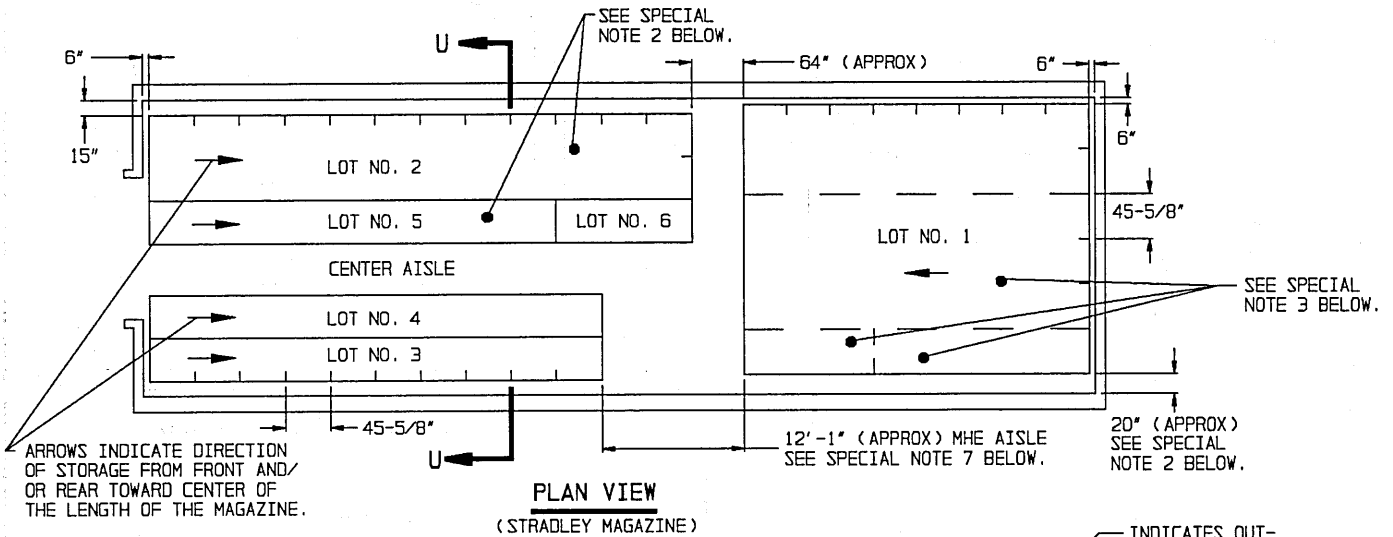 SEE SPECIAL
NOTE 2 BELOW.
U
6"
64" (APPROX)
6"
15"
6"
LOT NO. 2
45-5/8"
LOT NO. 5
LOT NO. 6
LOT NO. 1
CENTER AISLE
SEE SPECIAL
NOTE 3 BELOW.
LOT NO. 4
LOT NO. 3
45-5/8"
ARROWS INDICATE DIRECTION
OF STORAGE FROM FRONT AND/
OR REAR TOWARD CENTER OF
THE LENGTH OF THE MAGAZINE.
U
12'-1" (APPROX) MHE AISLE
SEE SPECIAL NOTE 7 BELOW.
20" (APPROX)
SEE SPECIAL
NOTE 2 BELOW.
PLAN VIEW
(STRADLEY MAGAZINE)
INDICATES OUT-